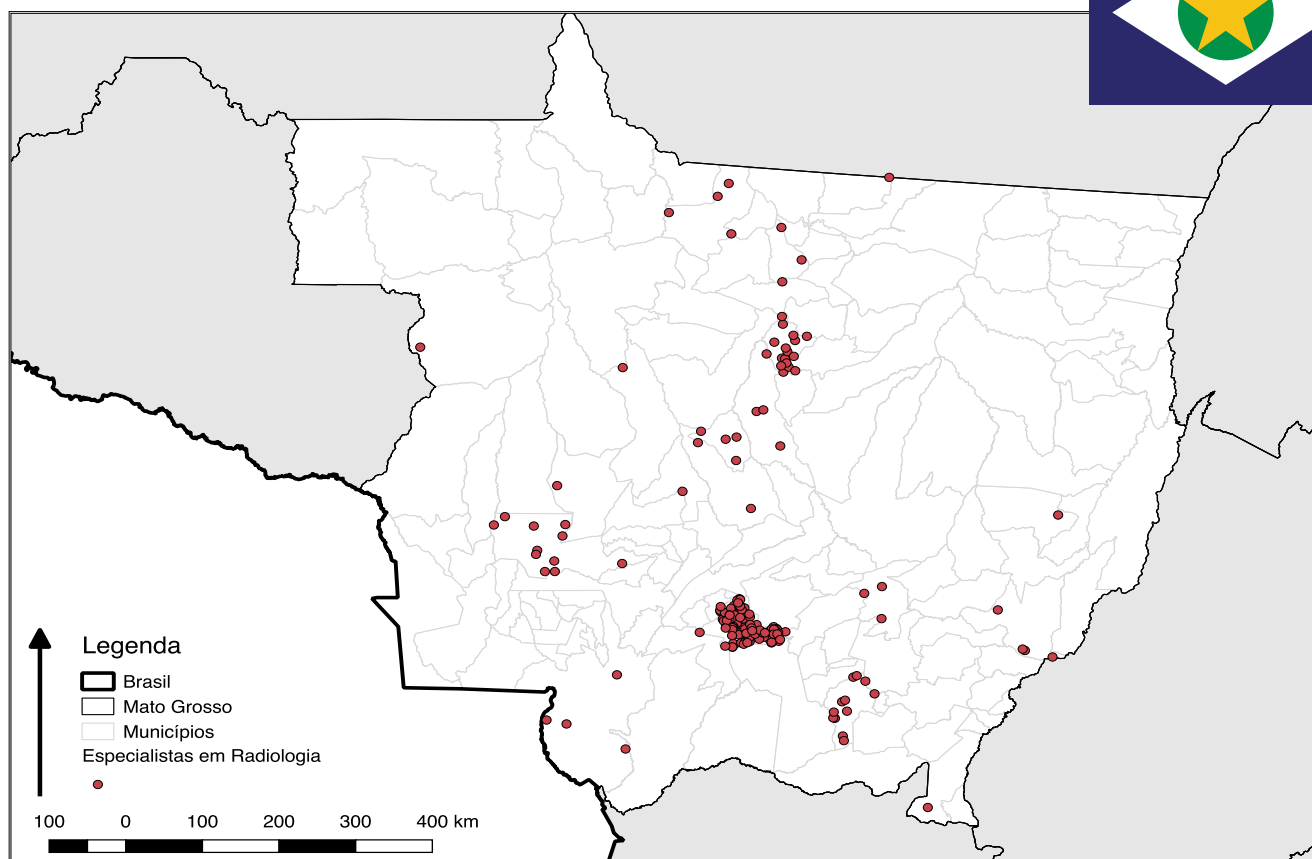 Legenda
Brasil
Mato Grosso
Municípios
Especialistas em Radiologia
100 0 100 200 300 400 km